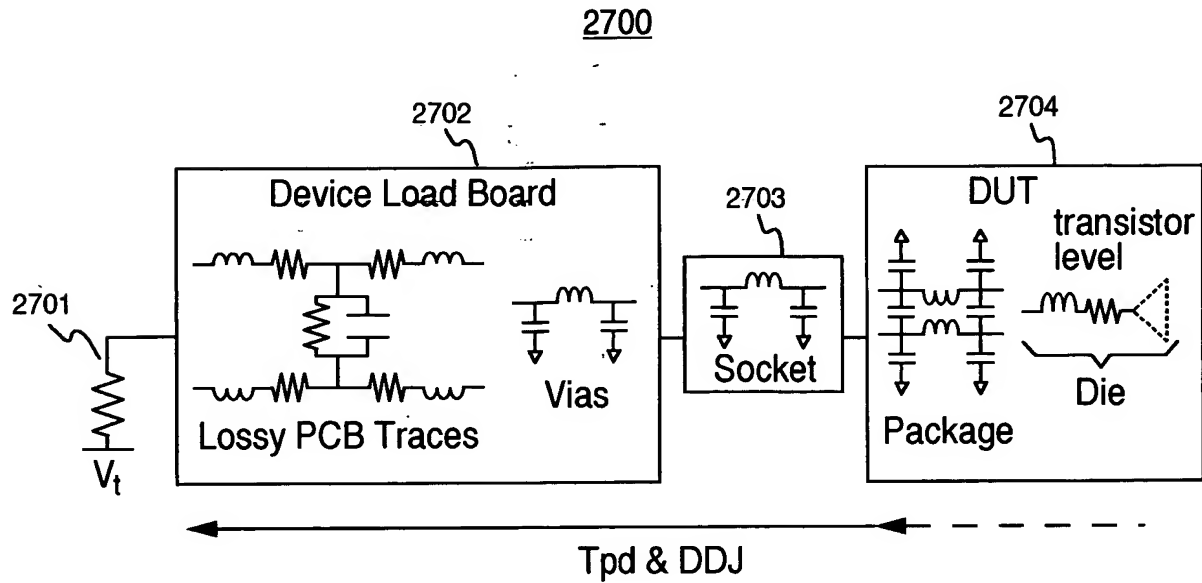 2700
2702
2704
Device Load Board
DUT
2703
transistor
level
2701
Vias
Socket
Die
Lossy PCB Traces
Package
Vt
Tpd & DDJ